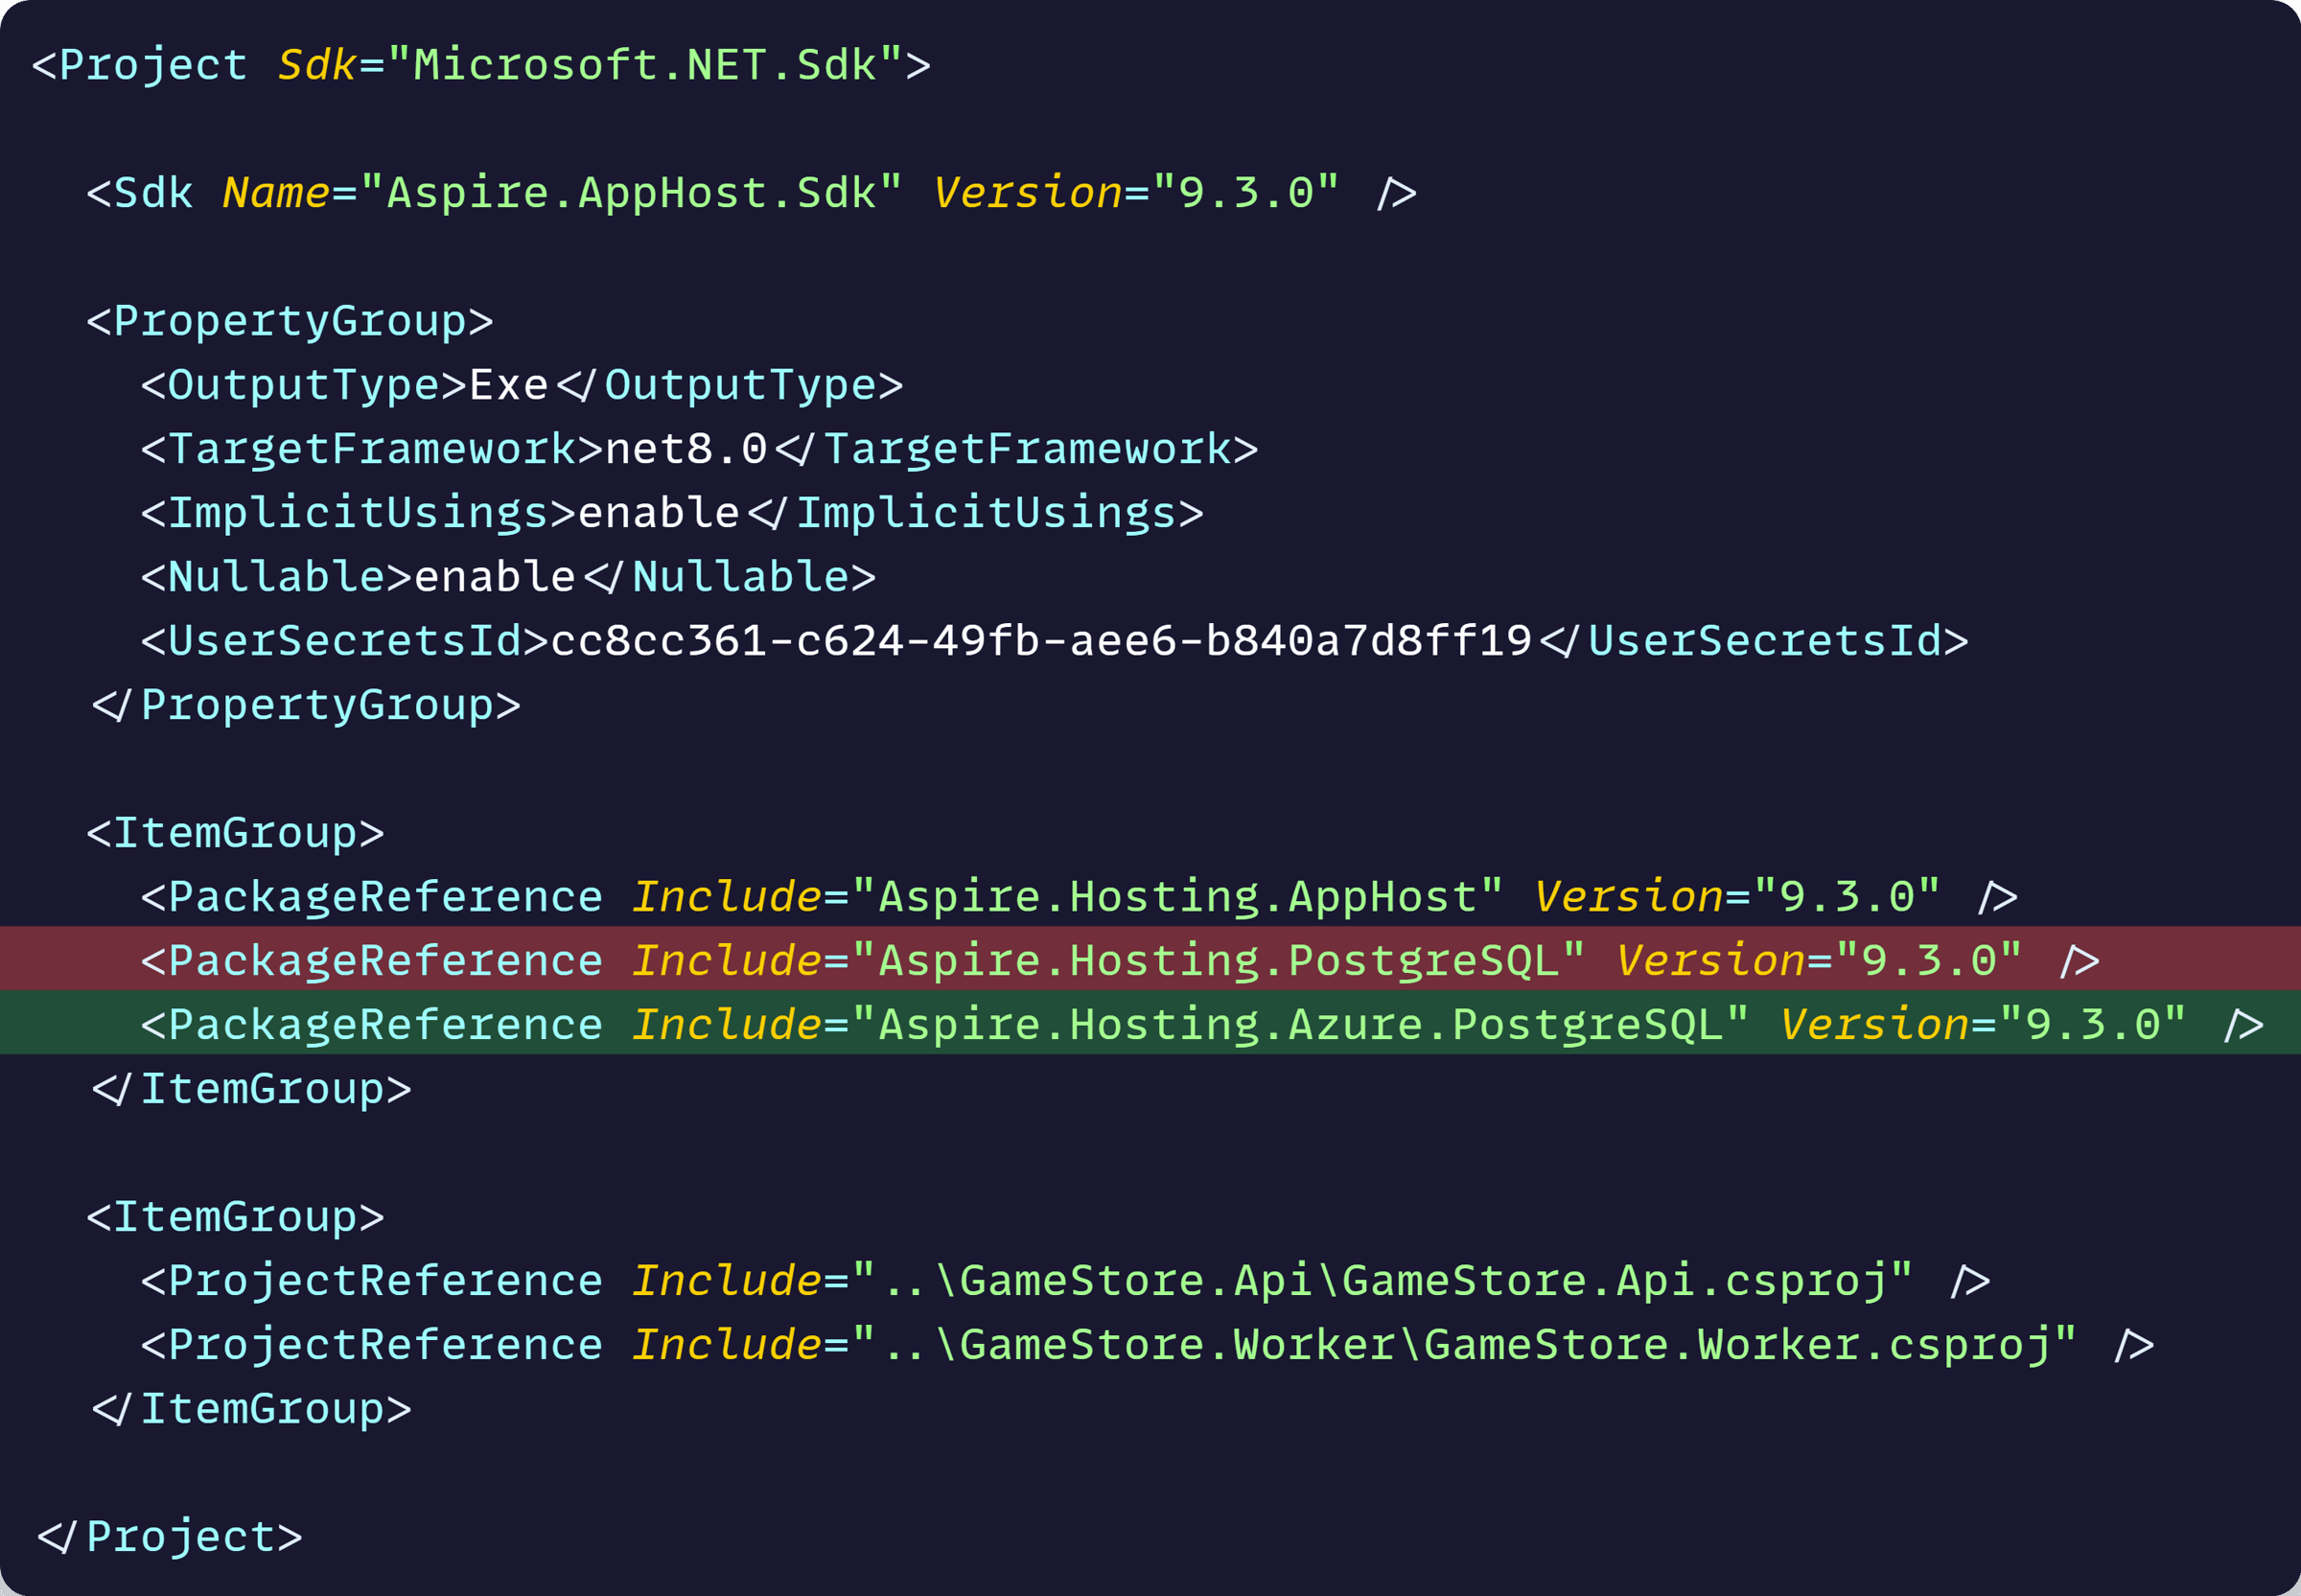 <Project Sdk="Microsoft.NET.Sdk">
<Sdk Name="Aspire.AppHost.Sdk" Version="9.3.0" />
<PropertyGroup>
<OutputType>Exe</OutputType>
<TargetFramework>net8.0</TargetFramework>
<ImplicitUsings>enable</ImplicitUsings>
<Nullable>enable</Nullable>
<UserSecretsId>cc8cc361-c624-49fb-aee6-b840a7d8ff19</UserSecretsId>
</PropertyGroup>
<ItemGroup>
<PackageReference Include="Aspire.Hosting.AppHost" Version="9.3.0" />
<PackageReference Include="Aspire.Hosting.PostgreSQL" Version="9.3.0" />
<PackageReference Include="Aspire.Hosting.Azure.PostgreSQL" Version="9.3.0" />
</ItemGroup>
<ItemGroup>
<ProjectReference Include="..\GameStore.Api\GameStore.Api.csproj" />
<ProjectReference Include="..\GameStore.Worker\GameStore.Worker.csproj" />
</ItemGroup>
</Project>